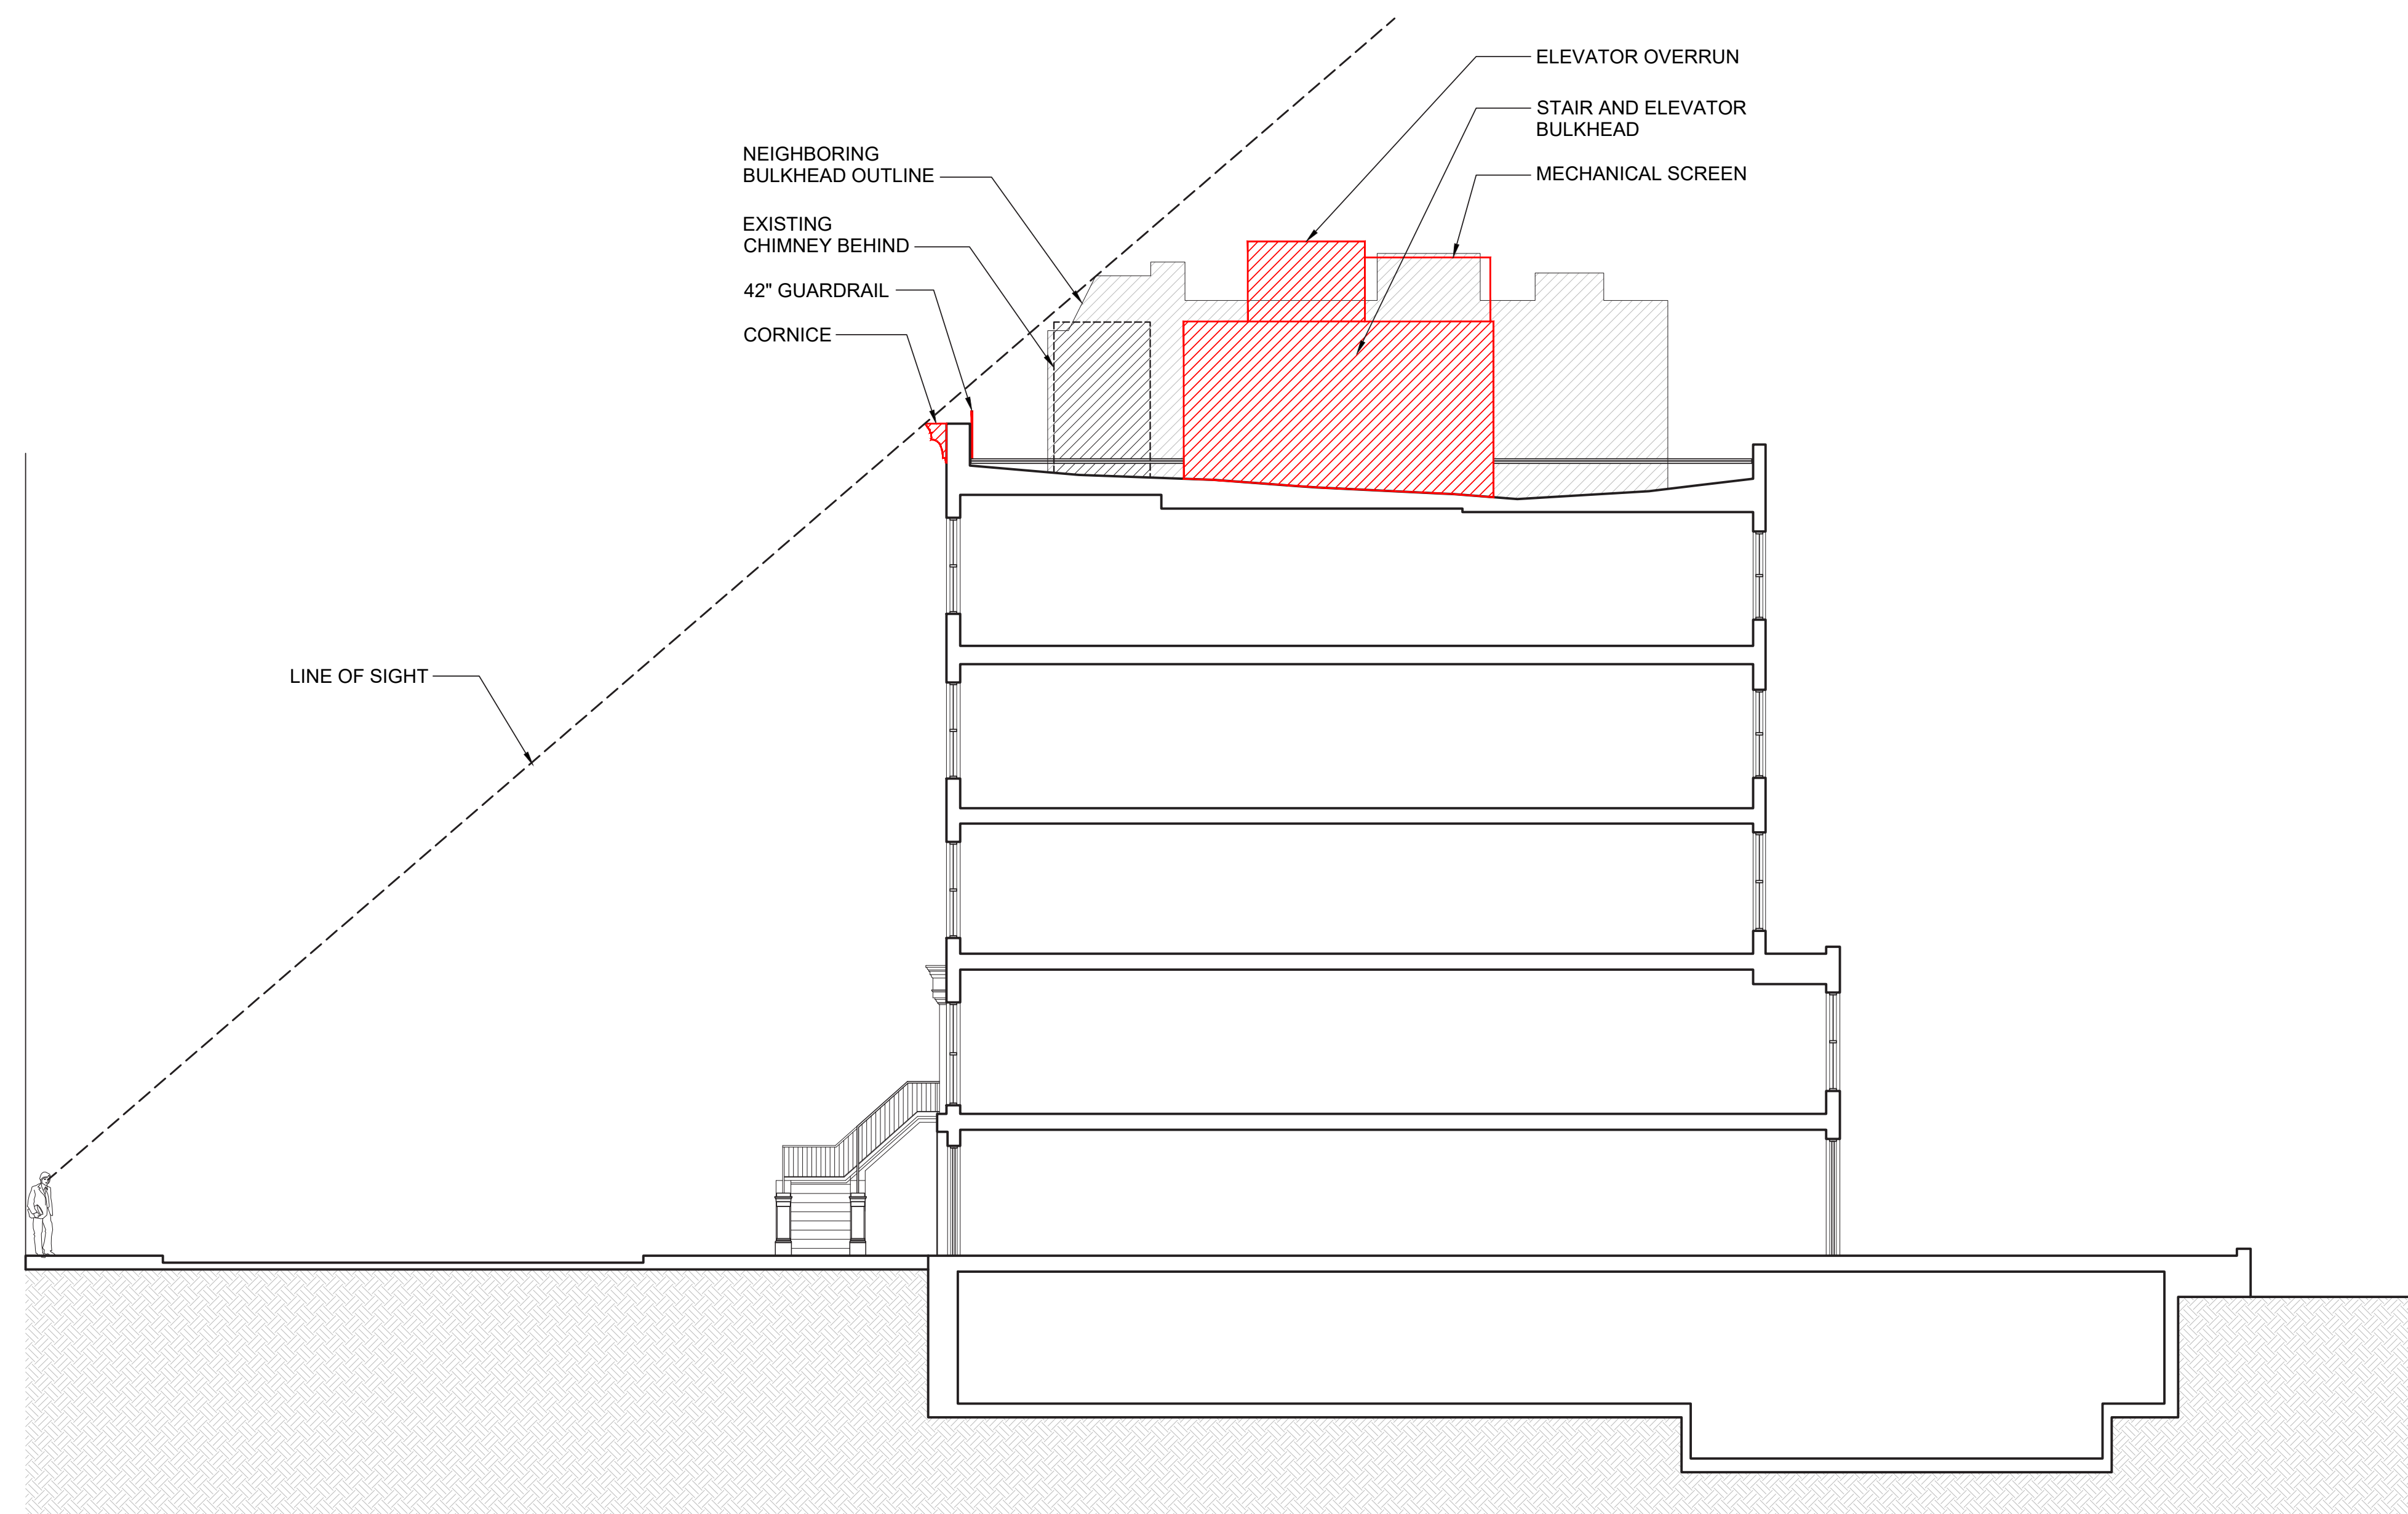 ELEVATOR OVERRUN
STAIR AND ELEVATOR
BULKHEAD
MECHANICAL SCREEN
NEIGHBORING
BULKHEAD OUTLINE
EXISTING
CHIMNEY BEHIND
42" GUARDRAIL
CORNICE
LINE OF SIGHT